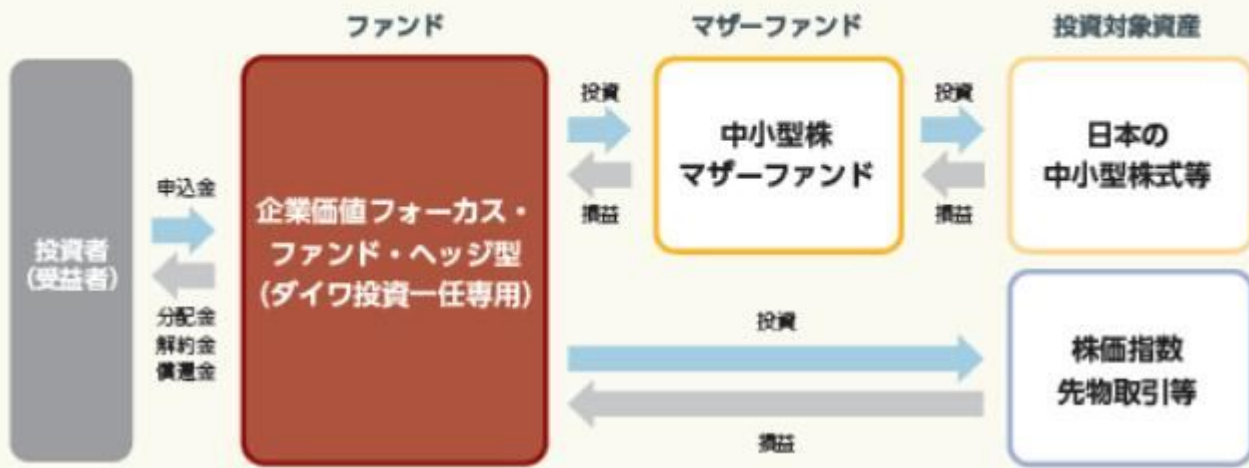 ファンド
マザーファンド
投資対象資産
投資者
(受益者)
申込金
分配金
解約金
償還金
企業価値フォーカス・
ファンド・ヘッジ型
(ダイワ投資一任専用)
投資
損益
中小型株
マザーファンド
投資
損益
日本の
中小型株式等
投資
損益
株価指数
先物取引等